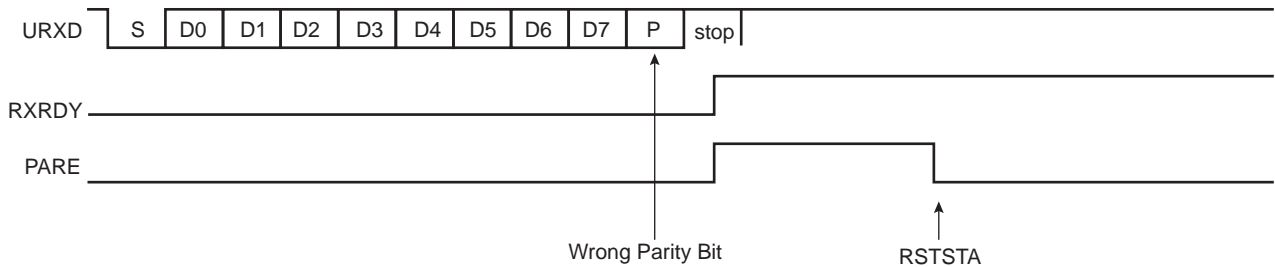 URXD S D0 D1 D2 D3 D4 D5 D6 D7 P stop
RXRDY
PARE
Wrong Parity Bit RSTSTA